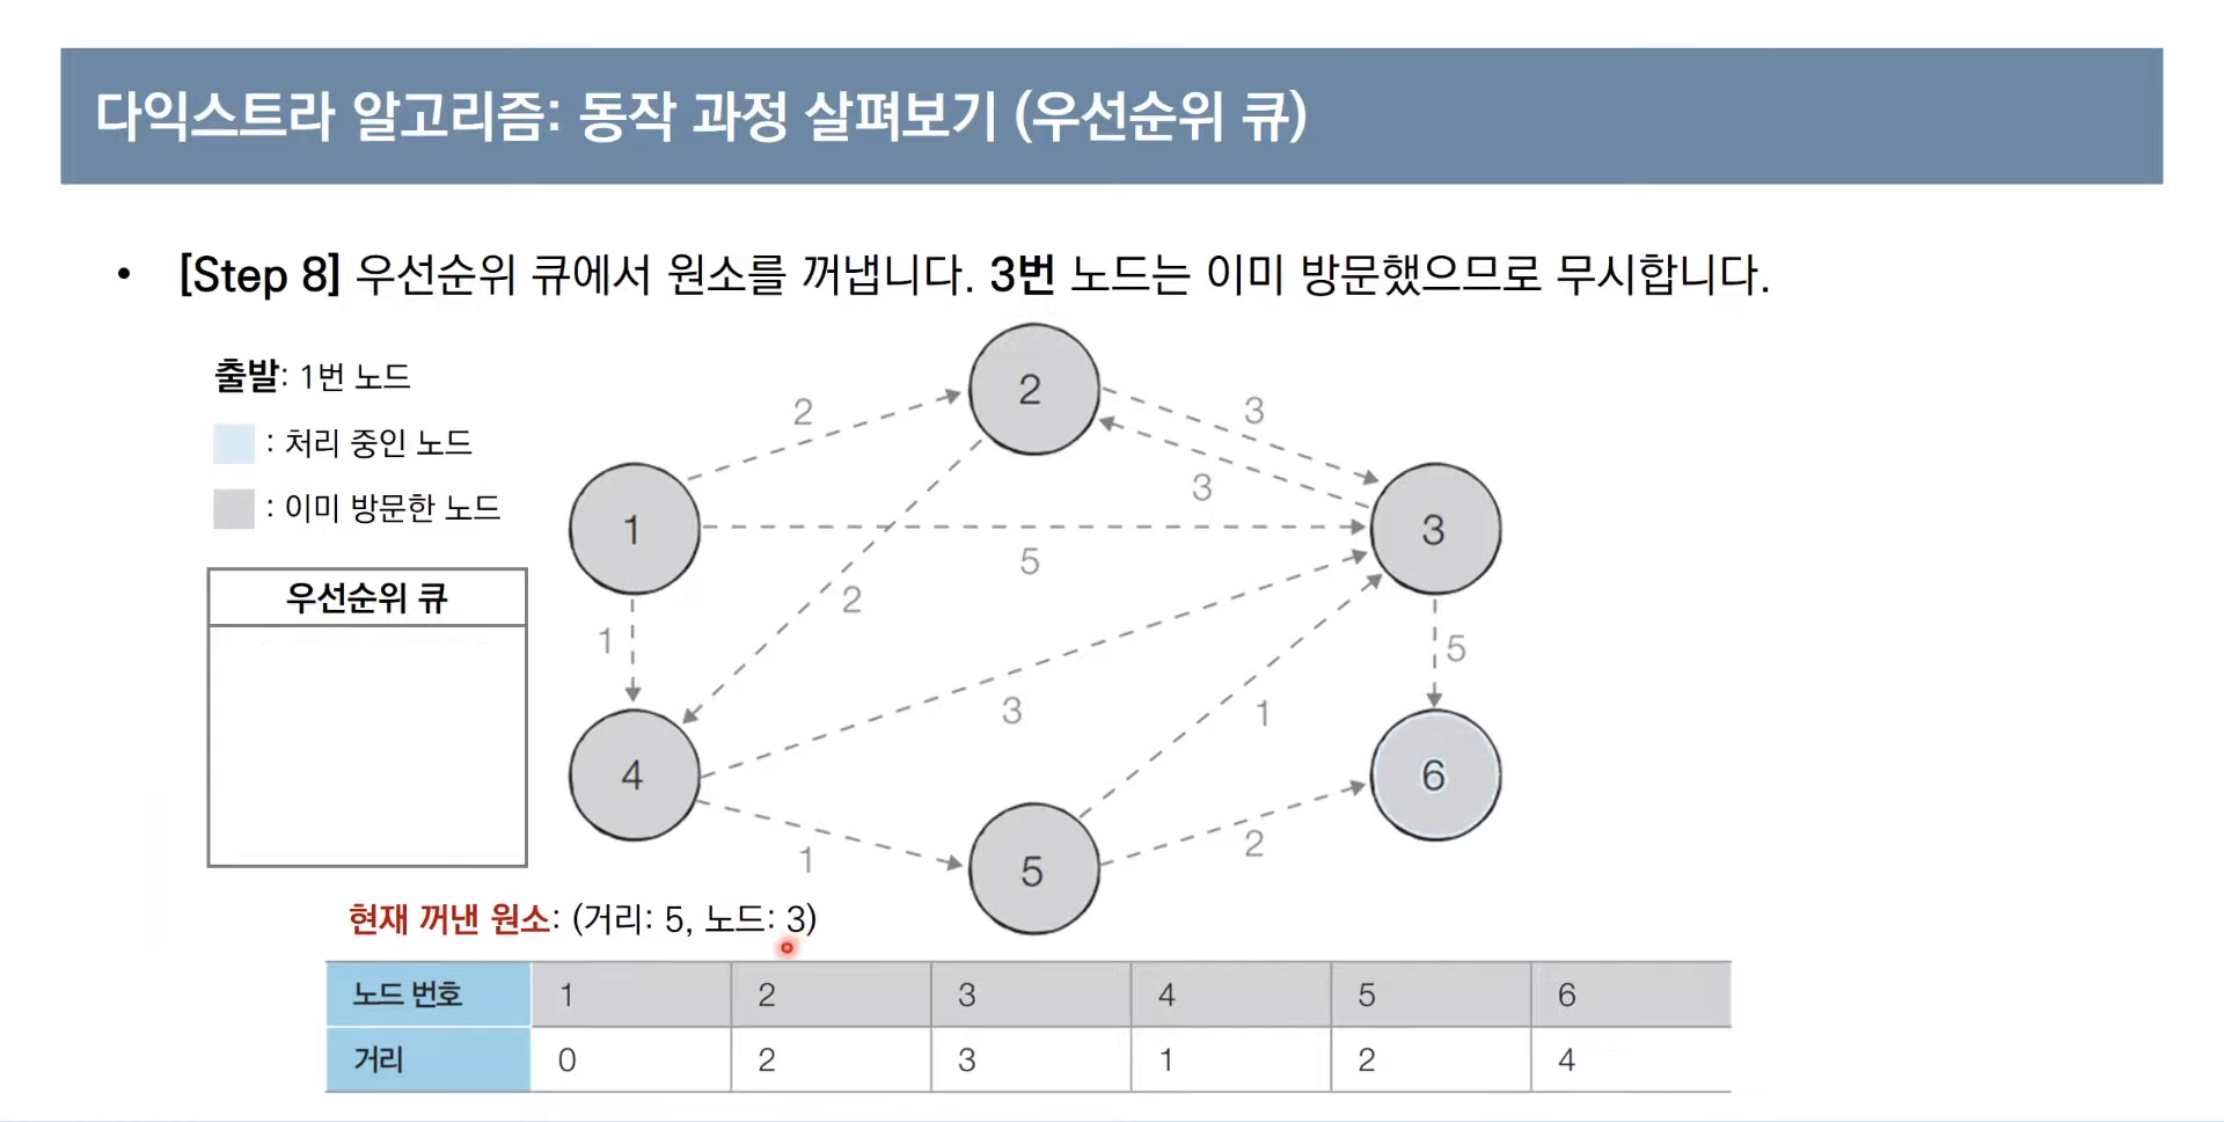 다익스트라 알고리즘: 동작 과정 살펴보기 (우선순위 큐)
• [Step 8] 우선순위 큐에서 원소를 꺼냅니다. 3번 노드는 이미 방문했으므로 무시합니다.
출발: 1번 노드
: 처리 중인 노드
: 이미 방문한 노드
우선순위 큐
2
2
3
3
1
3
5
2
1
5
3
1
4
6
2
1
5
현재 꺼낸 원소: (거리: 5, 노드: 3)
노드 번호 1 2 3 4 5 6
거리 0 2 3 1 2 4